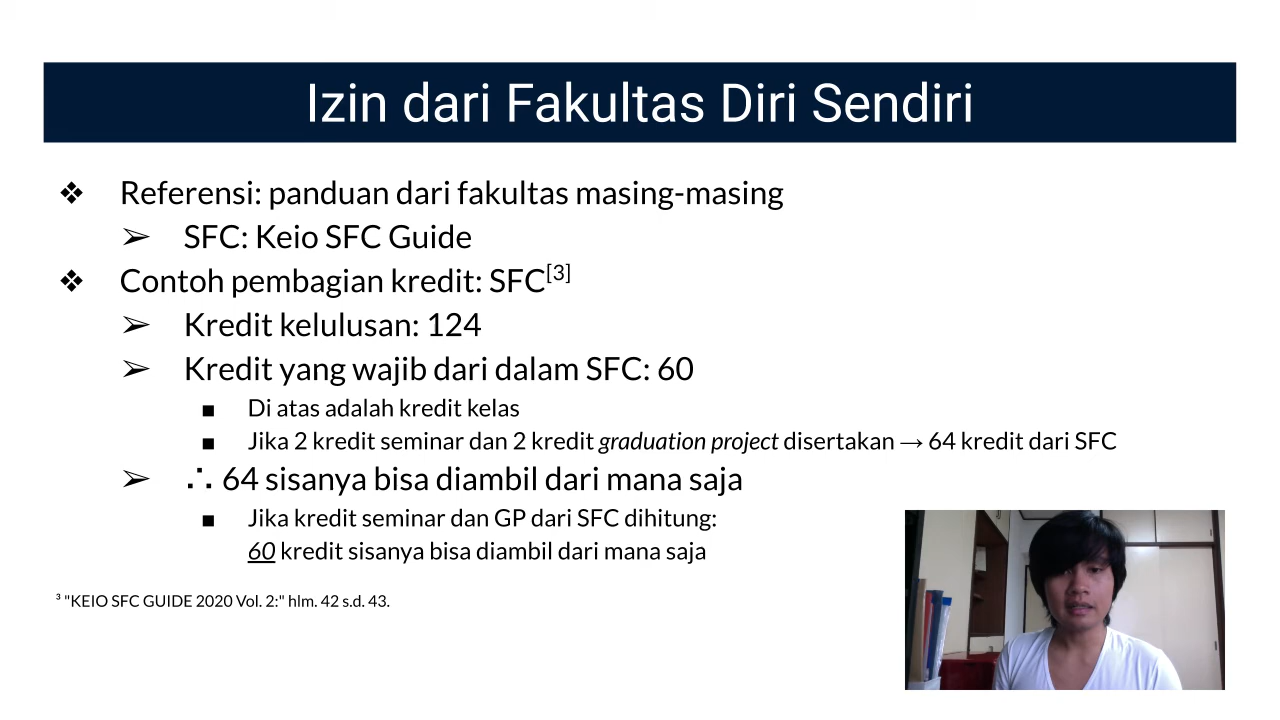 Izin dari Fakultas Diri Sendiri
❖ Referensi: panduan dari fakultas masing-masing
➢ SFC: Keio SFC Guide
❖ Contoh pembagian kredit: SFC[3]
➢ Kredit kelulusan: 124
➢ Kredit yang wajib dari dalam SFC: 60
■ Di atas adalah kredit kelas
■ Jika 2 kredit seminar dan 2 kredit graduation project disertakan → 64 kredit dari SFC
➢ ∴ 64 sisanya bisa diambil dari mana saja
■ Jika kredit seminar dan GP dari SFC dihitung:
60 kredit sisanya bisa diambil dari mana saja
³ "KEIO SFC GUIDE 2020 Vol. 2:" hlm. 42 s.d. 43.